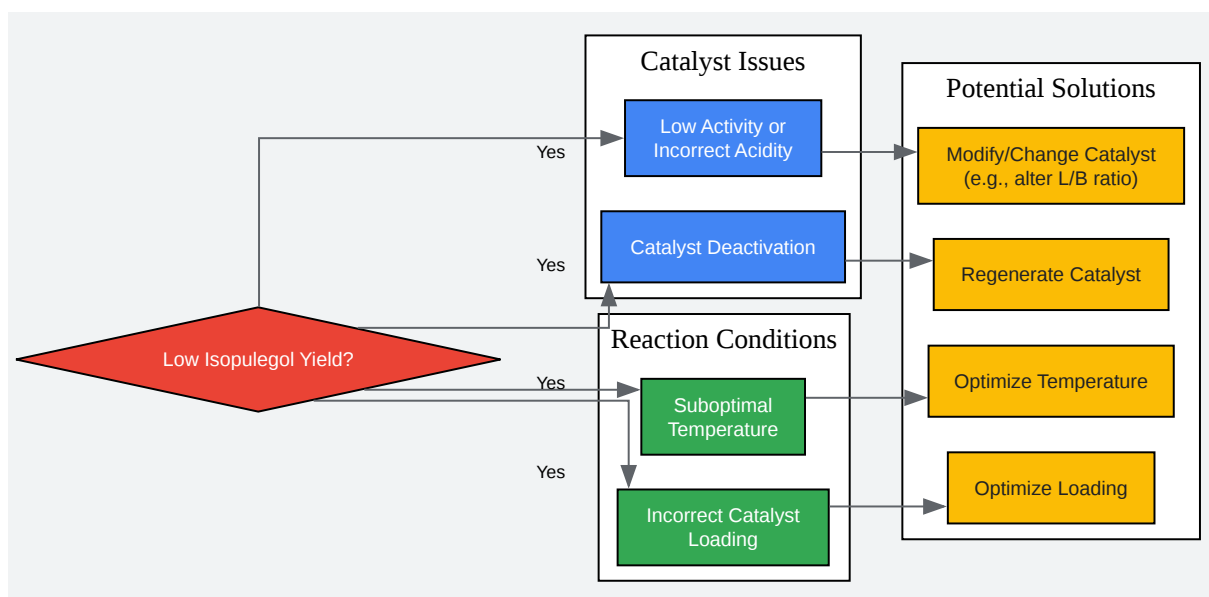 Catalyst Issues
Low Activity or
Incorrect Acidity
Catalyst Deactivation
Reaction Conditions
Suboptimal
Temperature
Incorrect Catalyst
Loading
Potential Solutions
Modify/Change Catalyst
(e.g., alter L/B ratio)
Regenerate Catalyst
Optimize Temperature
Optimize Loading
Low Isopulegol Yield?
Yes
Yes
Yes
Yes